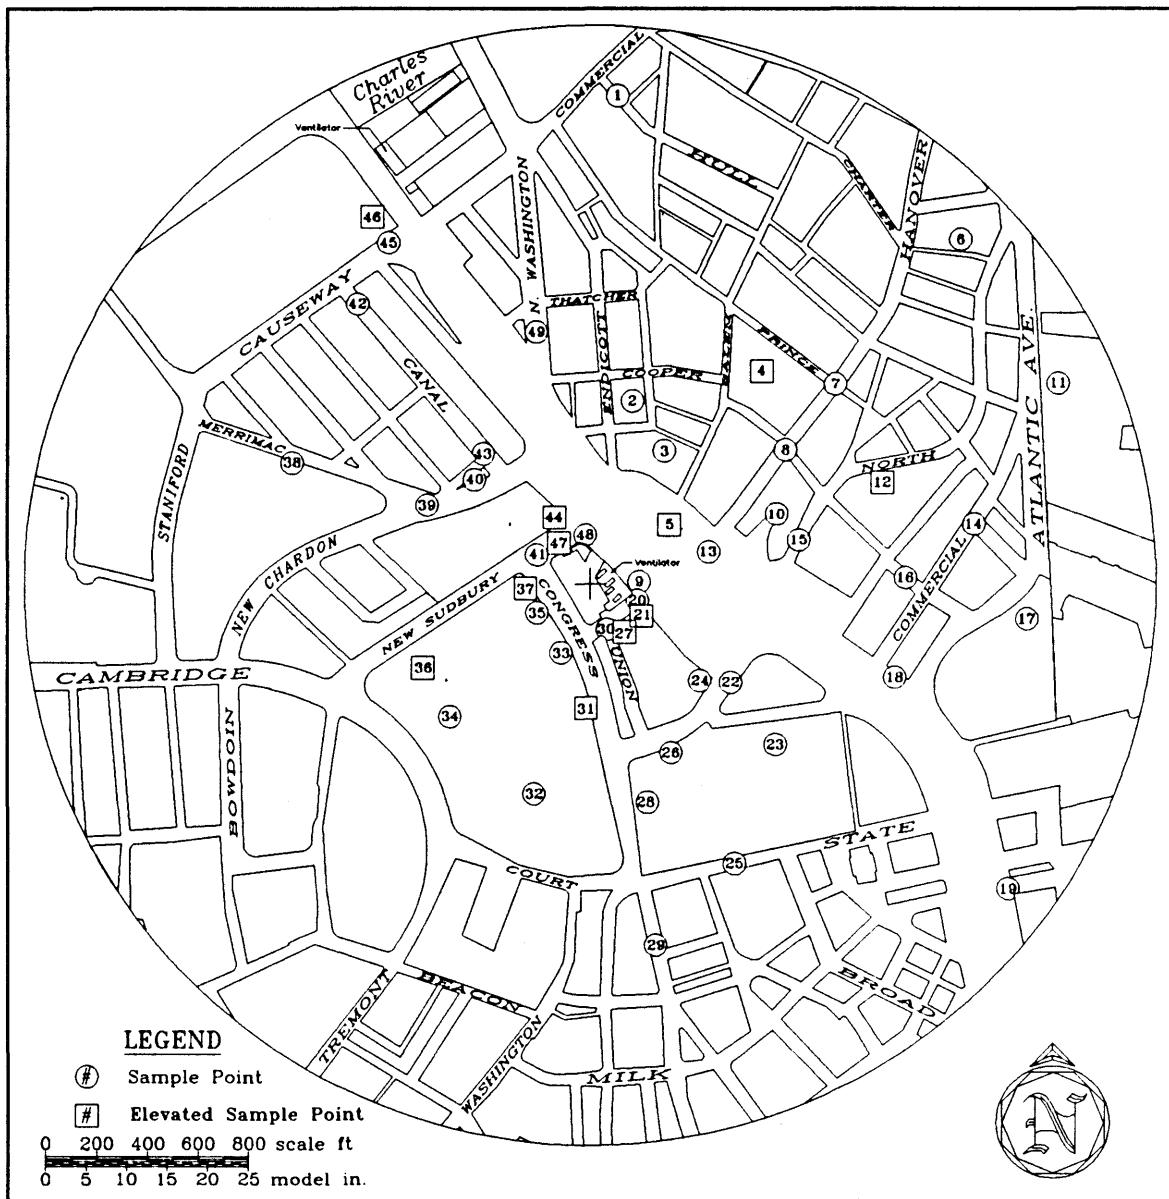 Charles
River
Ventilator
COMMERCIAL
1
HULL
CHARTER
HANOVER
6
46
45
N. WASHINGTON
CAUSEWAY
42
THATCHER
49
ENDICOTT
COOPER
SALEM
PRINCE
4
7
11
ATLANTIC AVE.
CANAL
2
MERRIMAC
38
43
40
3
8
NORTH
12
STANIFORD
39
44
48
47
41
5
13
10
15
14
COMMERCIAL
16
NEW CHARDON
Ventilator
9
20
21
30
27
37
35
CONGRESS
UNION
NEW SUDBURY
33
17
CAMBRIDGE
36
24
22
18
31
34
BOWDOIN
26
23
32
28
STATE
25
COURT
19
29
BROAD
BEACON
TREMONT
WASHINGTON
MILK
LEGEND
# Sample Point
# Elevated Sample Point
0 200 400 600 800 scale ft
0 5 10 15 20 25 model in.
N